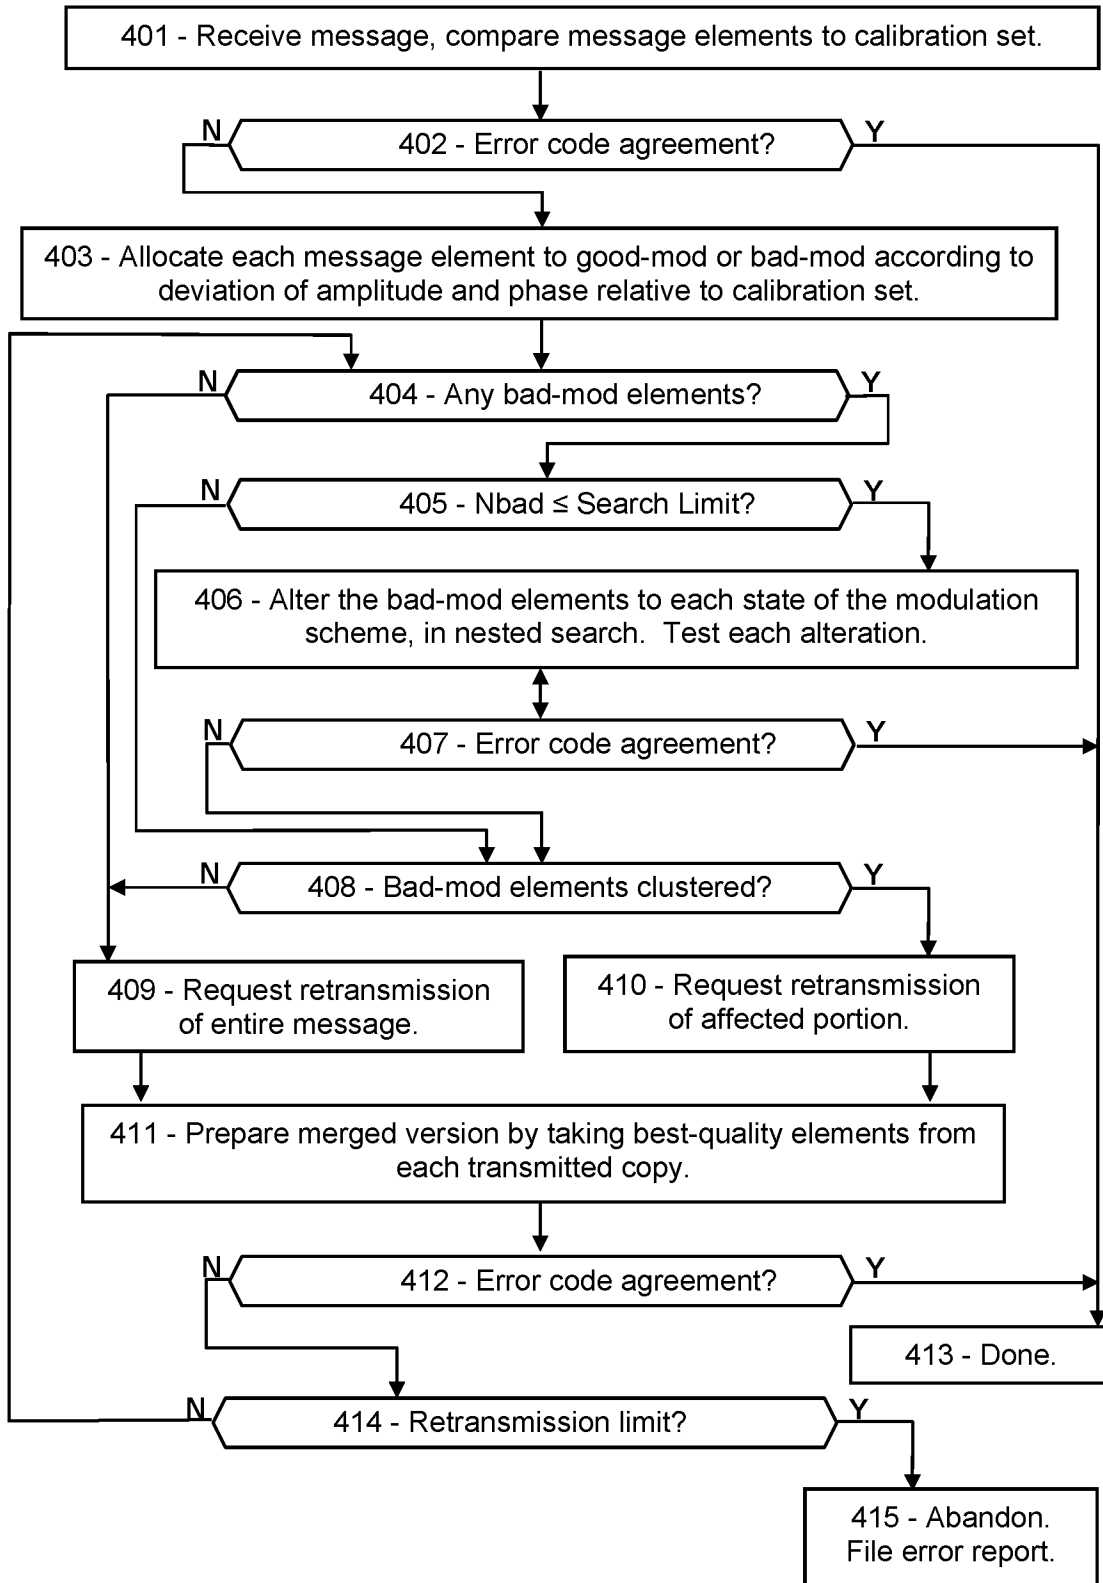 401 - Receive message, compare message elements to calibration set.
N
Y
402 - Error code agreement?
403 - Allocate each message element to good-mod or bad-mod according to
deviation of amplitude and phase relative to calibration set.
N
Y
404 - Any bad-mod elements?
N
Y
405 - Nbad ≤ Search Limit?
406 - Alter the bad-mod elements to each state of the modulation
scheme, in nested search.  Test each alteration.
N
Y
407 - Error code agreement?
N
Y
408 - Bad-mod elements clustered?
409 - Request retransmission
of entire message.
410 - Request retransmission
of affected portion.
411 - Prepare merged version by taking best-quality elements from
each transmitted copy.
N
Y
412 - Error code agreement?
413 - Done.
N
Y
414 - Retransmission limit?
415 - Abandon.
File error report.